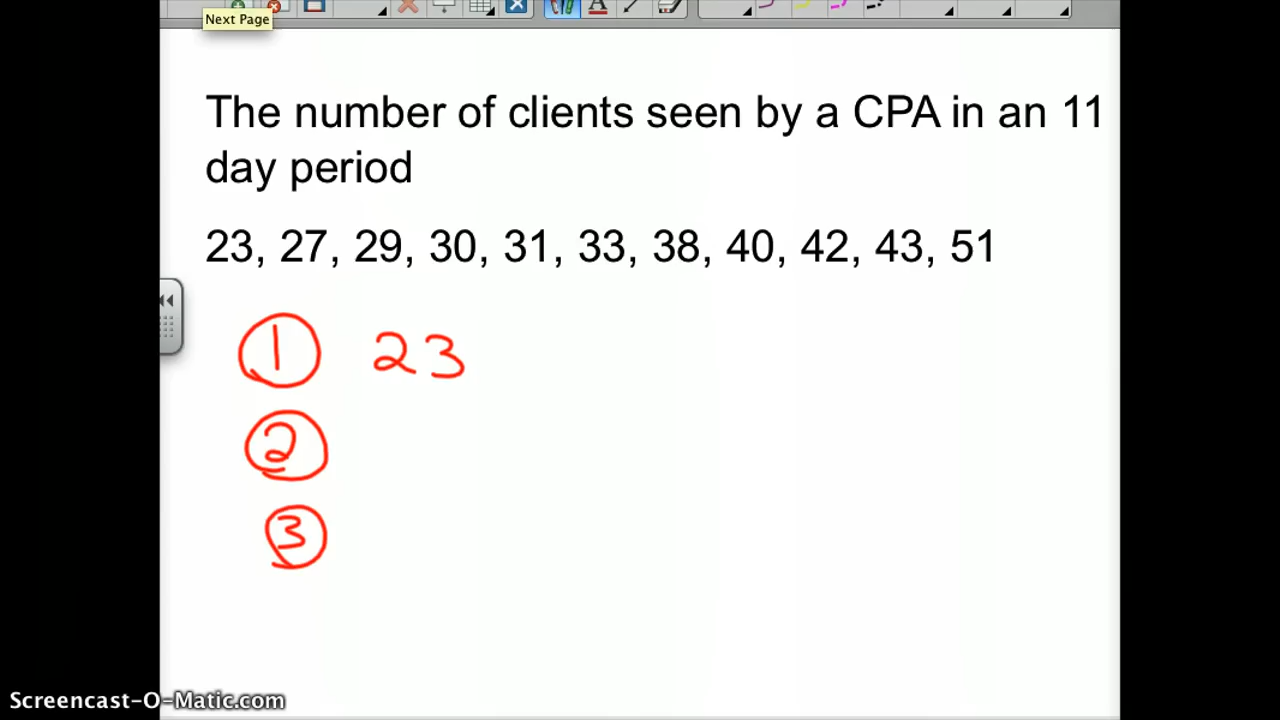 Next Page
The number of clients seen by a CPA in an 11
day period
23, 27, 29, 30, 31, 33, 38, 40, 42, 43, 51
1 23
2
3
Screencast-O-Matic.com